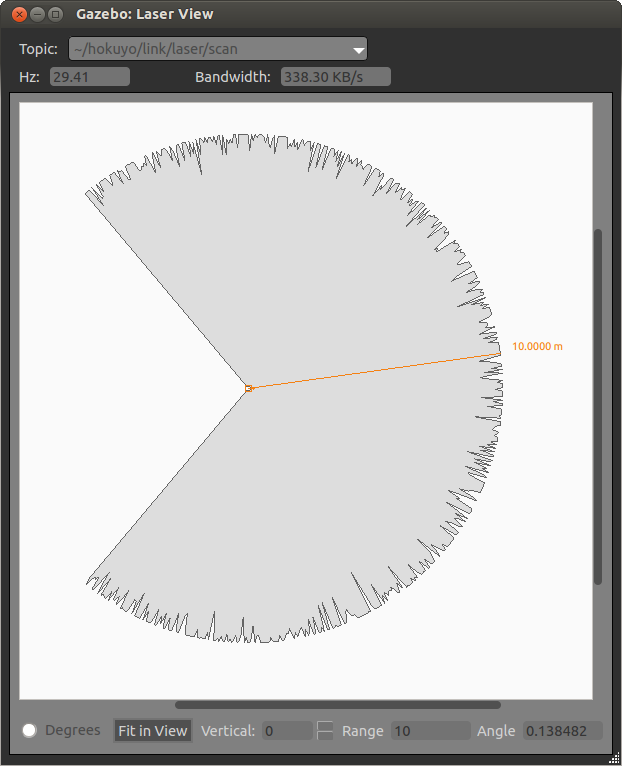 Gazebo: Laser View
Topic: ~/hokuyo/link/laser/scan
Hz: 29.41 Bandwidth: 338.30 KB/s
10.0000 m
Degrees Fit in View Vertical: 0 Range 10 Angle 0.138482